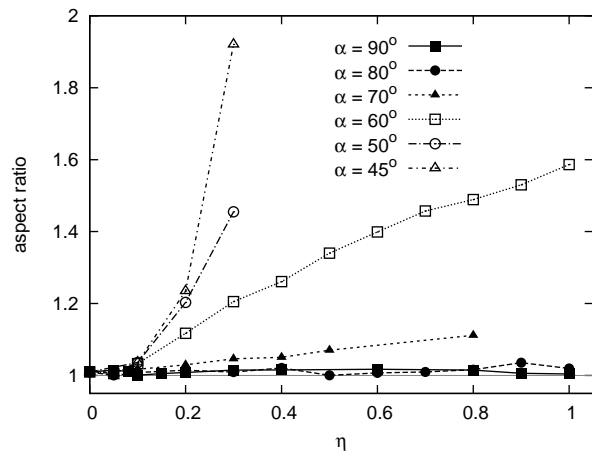 2
1.8
1.6
1.4
1.2
1
aspect ratio
α = 90°
α = 80°
α = 70°
α = 60°
α = 50°
α = 45°
0 0.2 0.4 0.6 0.8 1
η